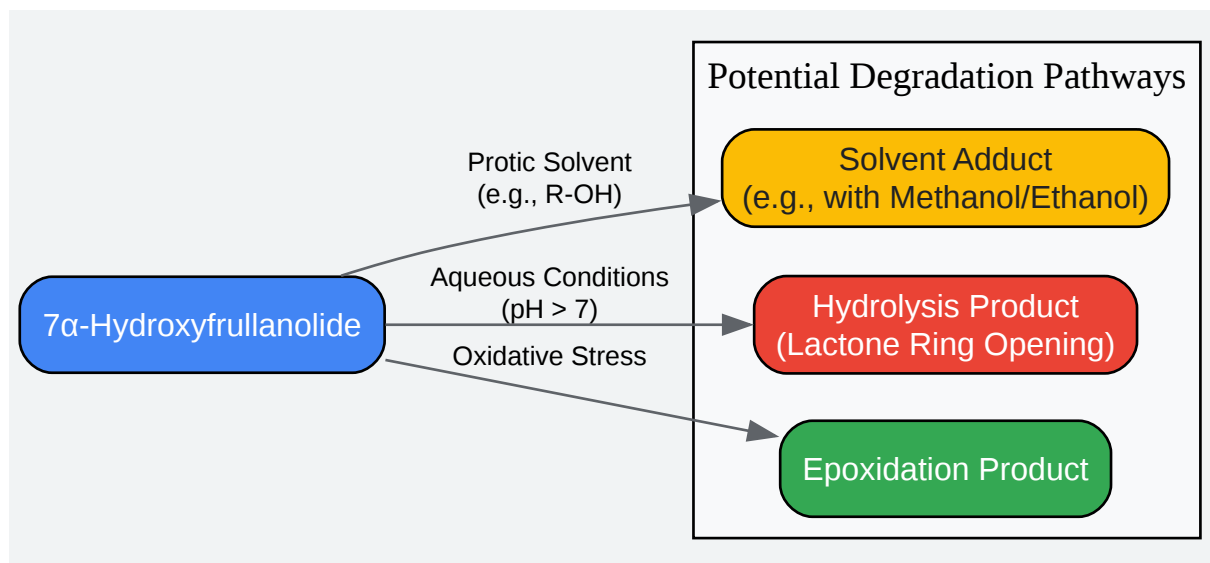 Potential Degradation Pathways
Protic Solvent
(e.g., R-OH)
Solvent Adduct
(e.g., with Methanol/Ethanol)
7α-Hydroxyfrullanolide
Aqueous Conditions
(pH > 7)
Hydrolysis Product
(Lactone Ring Opening)
Oxidative Stress
Epoxidation Product